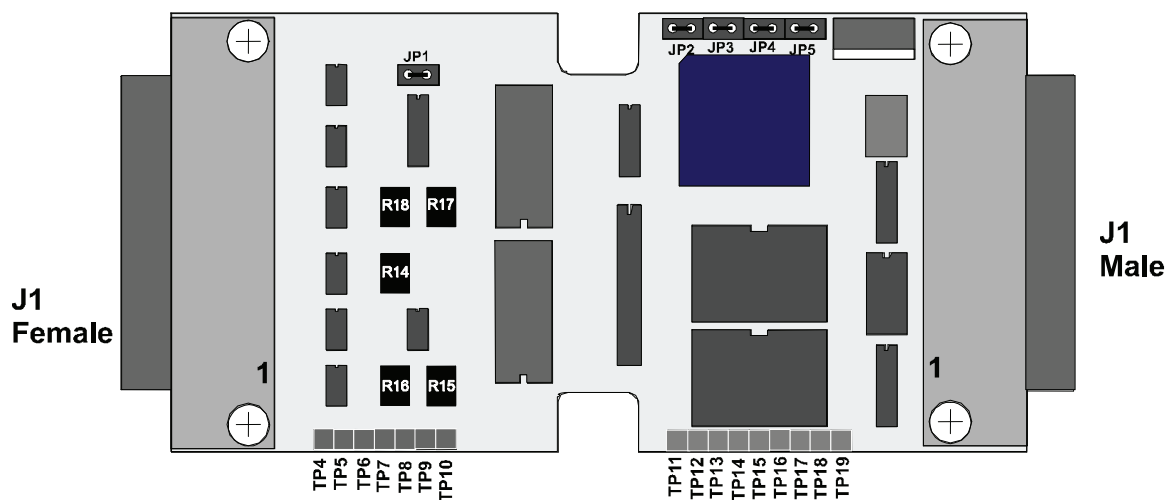 JP1
JP2 JP3 JP4 JP5
R18 R17
R14
R16 R15
J1
Female
J1
Male
1
1
TP4 TP5 TP6 TP7 TP8 TP9 TP10
TP11 TP12 TP13 TP14 TP15 TP16 TP17 TP18 TP19